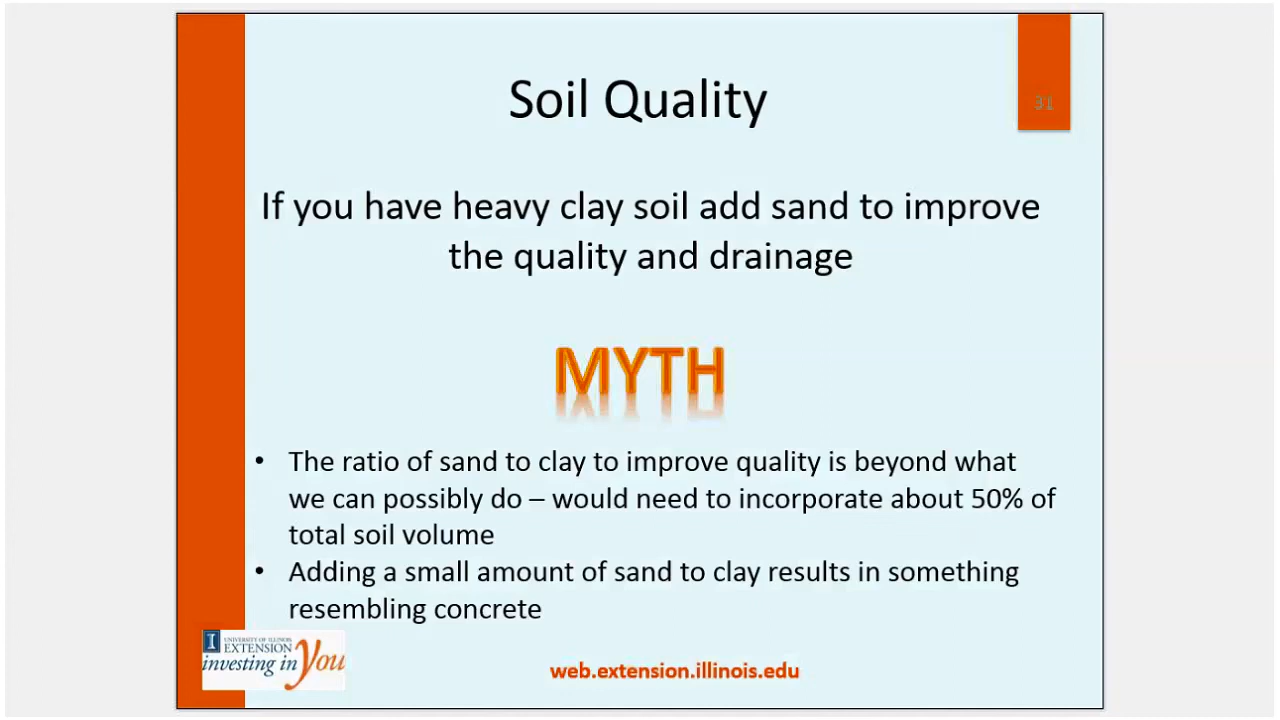 Soil Quality
31
If you have heavy clay soil add sand to improve
the quality and drainage
MYTH
• The ratio of sand to clay to improve quality is beyond what
we can possibly do – would need to incorporate about 50% of
total soil volume
• Adding a small amount of sand to clay results in something
resembling concrete
I
UNIVERSITY OF ILLINOIS
EXTENSION
investing in you
web.extension.illinois.edu